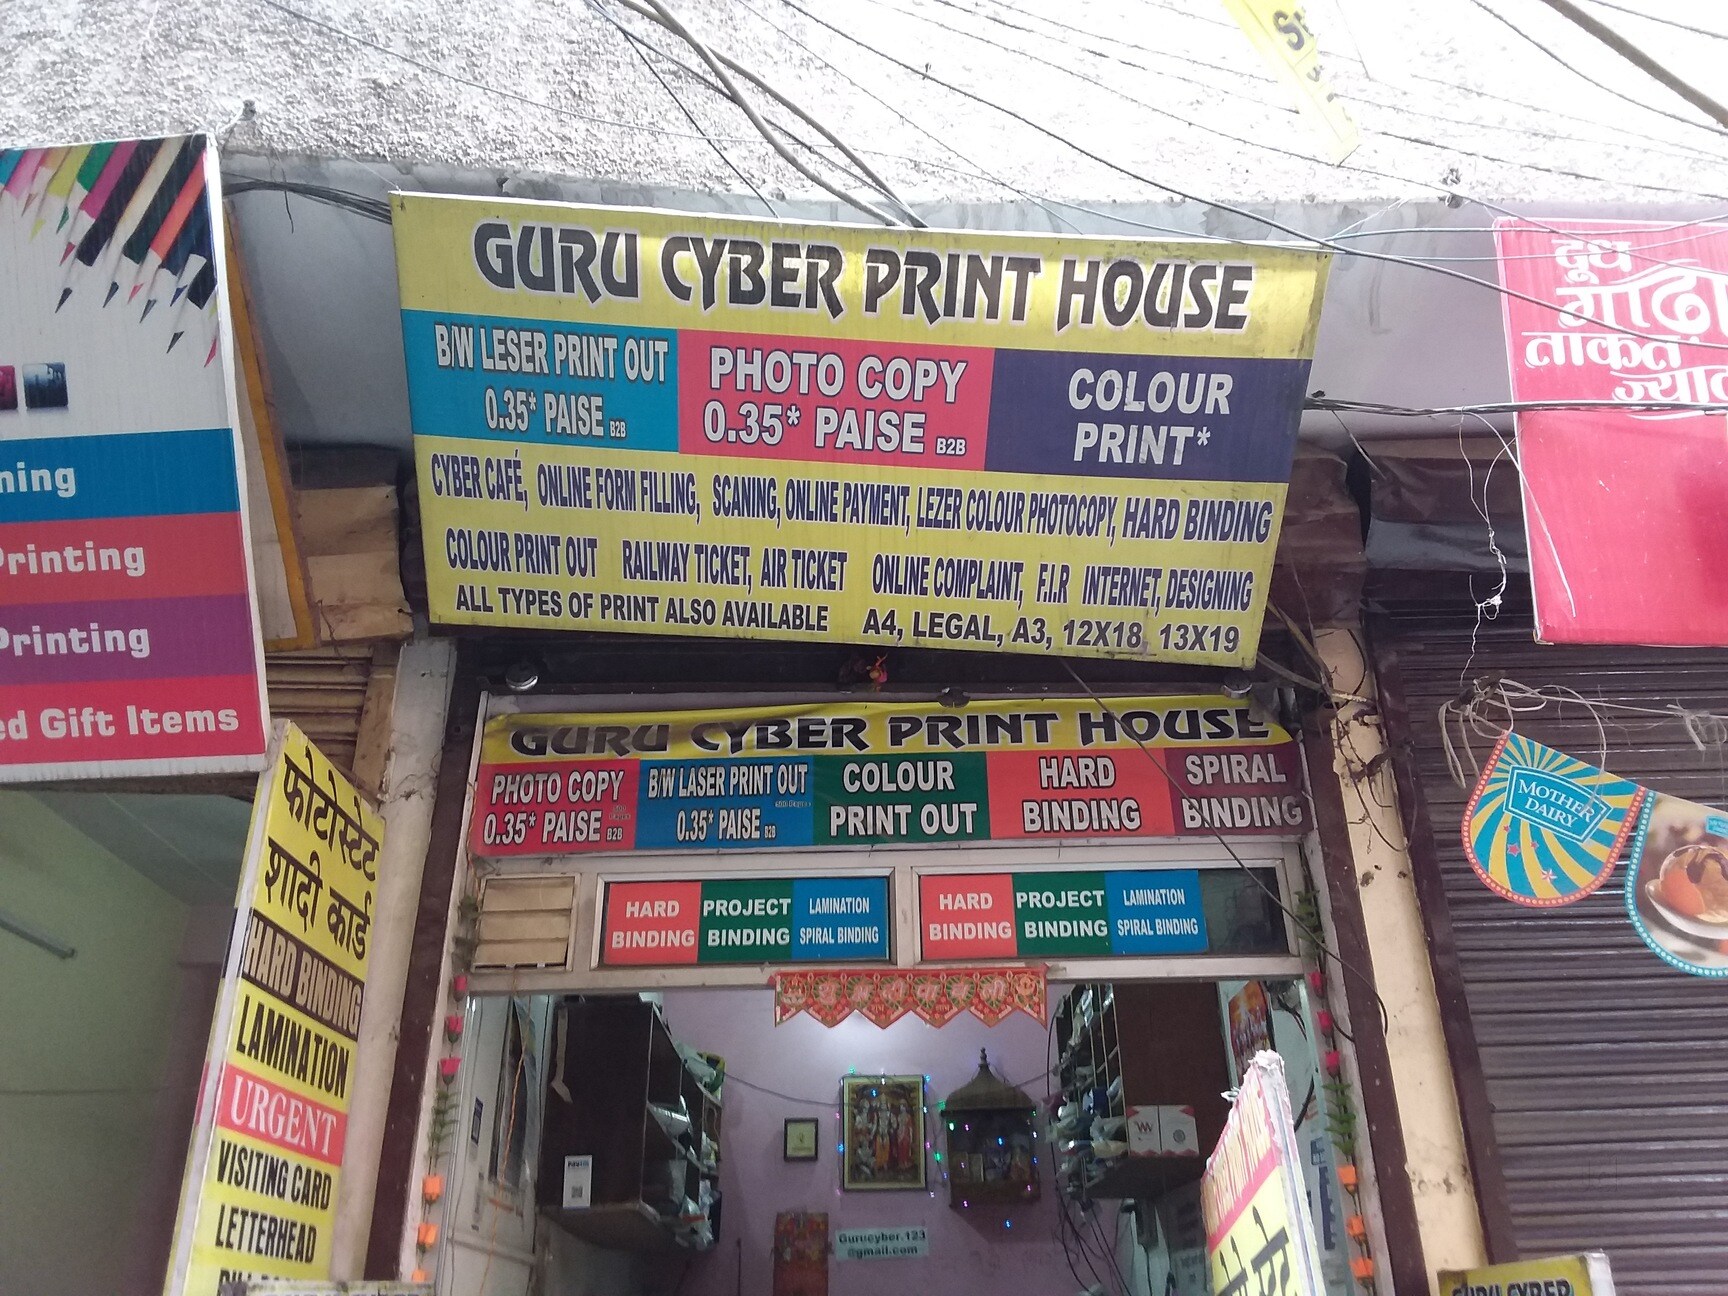 GURU CYBER PRINT HOUSE
B/W LESER PRINT OUT
0.35* PAISE B2B
PHOTO COPY
0.35* PAISE B2B
COLOUR
PRINT*
CYBER CAFÉ, ONLINE FORM FILLING, SCANING, ONLINE PAYMENT, LEZER COLOUR PHOTOCOPY, HARD BINDING
COLOUR PRINT OUT RAILWAY TICKET, AIR TICKET ONLINE COMPLAINT, F.I.R INTERNET, DESIGNING
ALL TYPES OF PRINT ALSO AVAILABLE A4, LEGAL, A3, 12X18, 13X19
GURU CYBER PRINT HOUSE
PHOTO COPY
0.35* PAISE B2B
B/W LASER PRINT OUT
0.35* PAISE B2B
COLOUR
PRINT OUT
HARD
BINDING
SPIRAL
BINDING
HARD
BINDING
PROJECT
BINDING
LAMINATION
SPIRAL BINDING
HARD
BINDING
PROJECT
BINDING
LAMINATION
SPIRAL BINDING
Gurucyber.123
@gmail.com
ning
Printing
Printing
ed Gift Items
फोटोस्टेट
शादी कार्ड
HARD BINDING
LAMINATION
URGENT
VISITING CARD
LETTERHEAD
दूध
ताकत
MOTHER
DAIRY
GURU CYBER